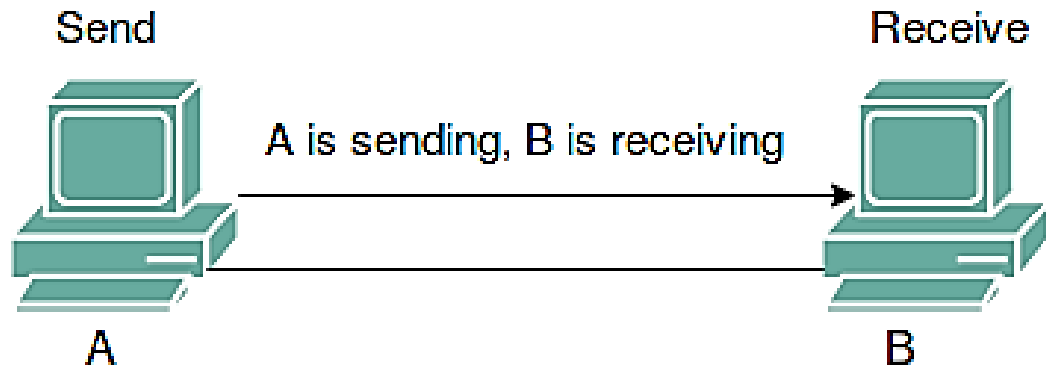 Send
Receive
A is sending, B is receiving
A
B